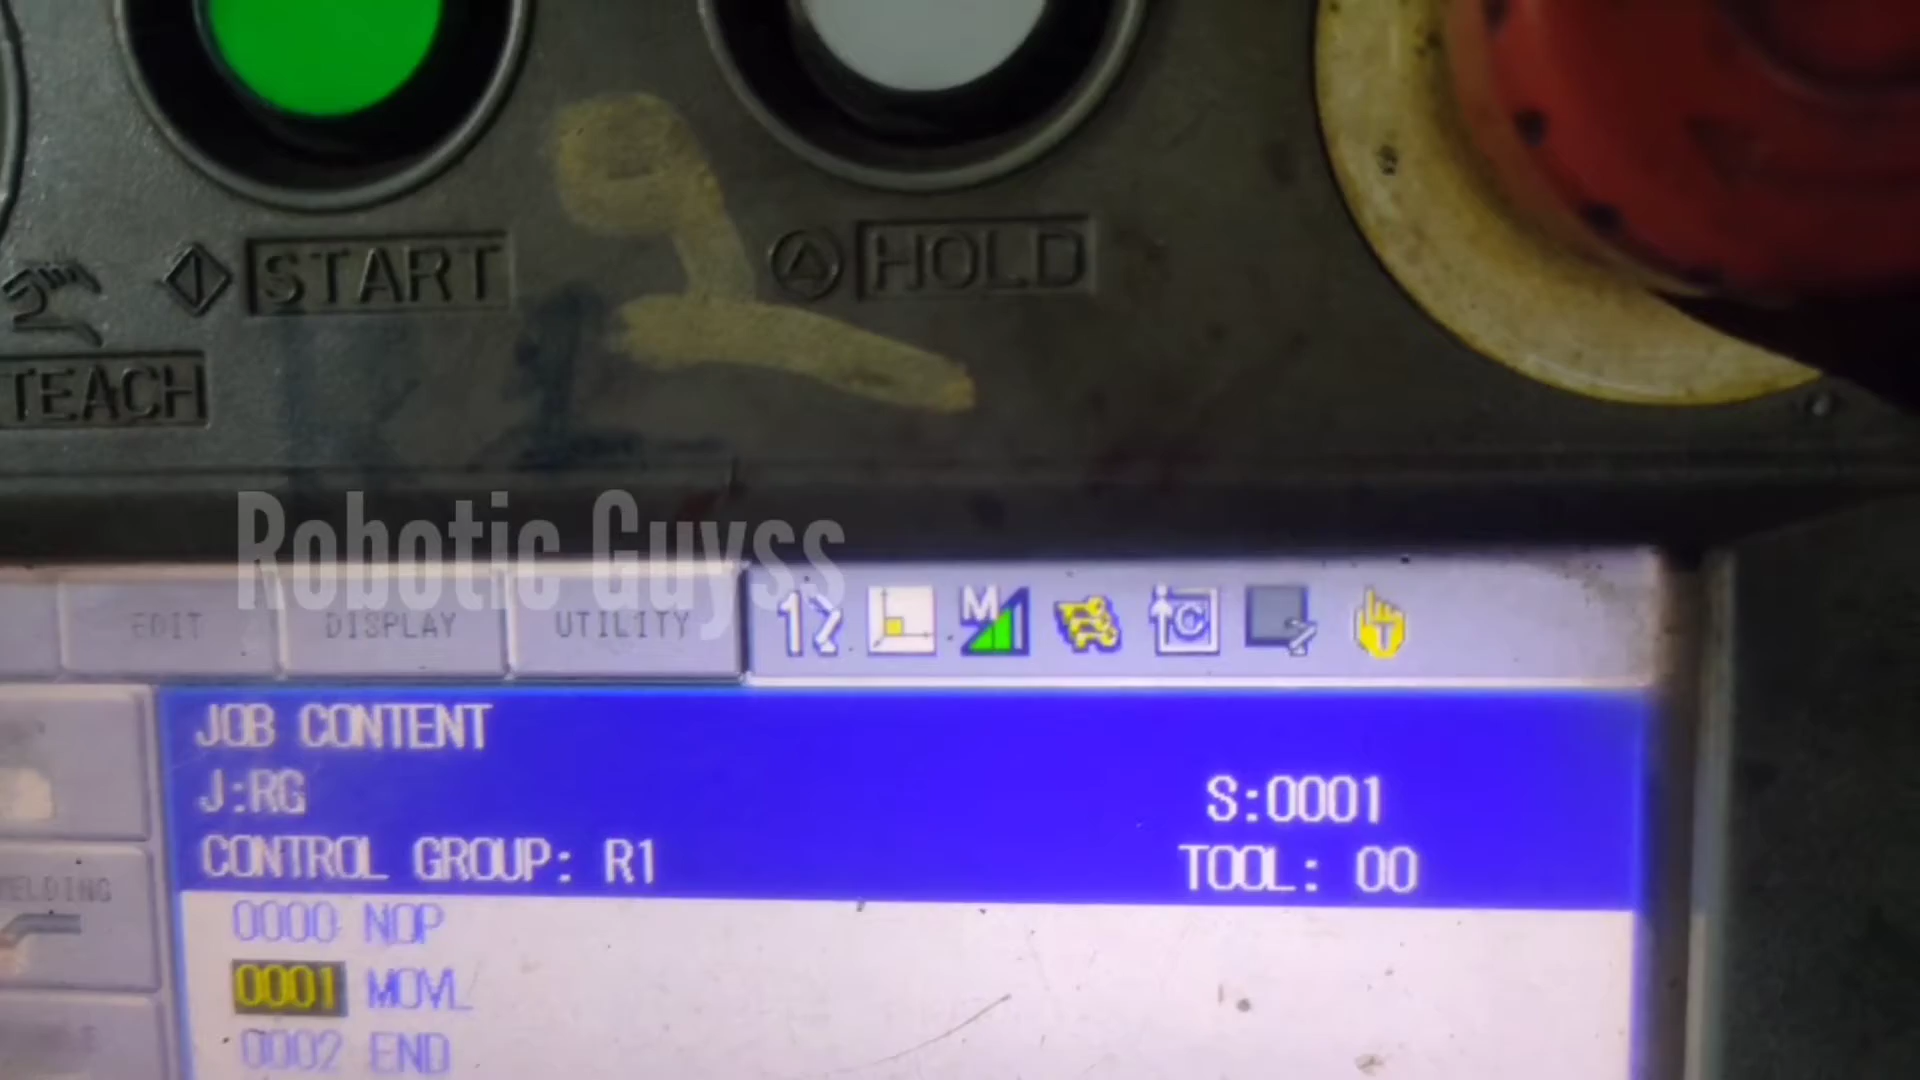 START
HOLD
TEACH
Robotic Guyss
EDIT
DISPLAY
UTILITY
JOB CONTENT
J:RG
S:0001
CONTROL GROUP: R1
TOOL: 00
WELDING
0000 NOP
0001 MOVL
0002 END